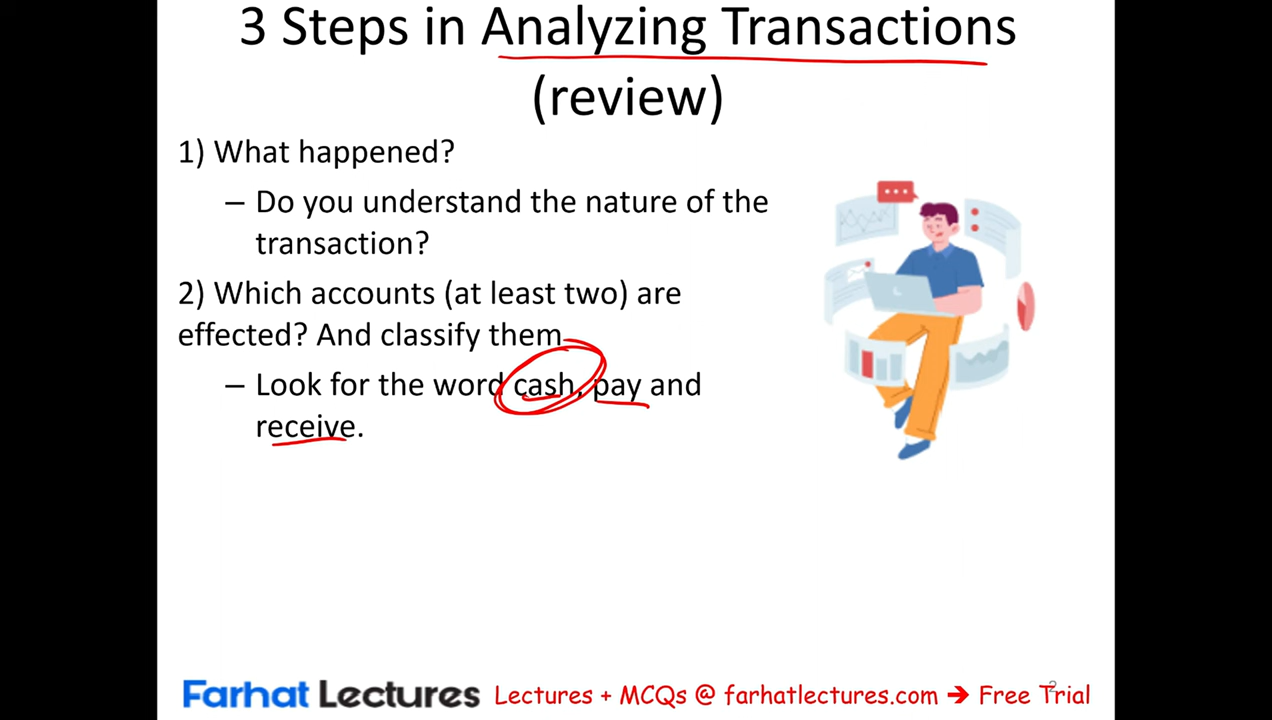 3 Steps in Analyzing Transactions
(review)
1) What happened?
– Do you understand the nature of the
transaction?
2) Which accounts (at least two) are
effected? And classify them
– Look for the word cash, pay and
receive.
Farhat Lectures Lectures + MCQs @ farhatlectures.com → Free Trial
2